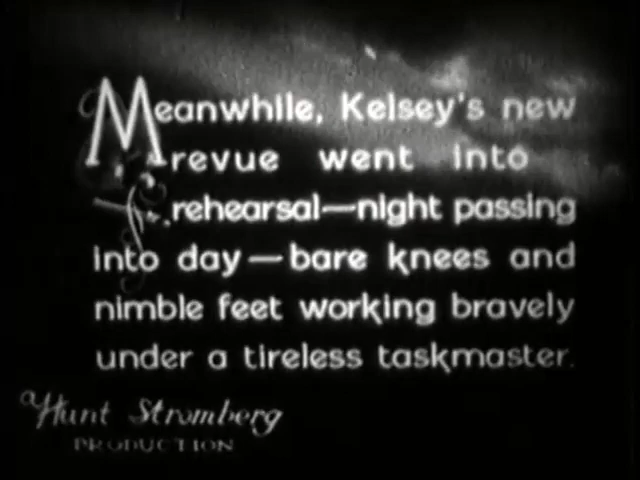 Meanwhile, Kelsey's new
revue went into
rehearsal—night passing
into day—bare knees and
nimble feet working bravely
under a tireless taskmaster.
A Hunt Stromberg
PRODUCTION